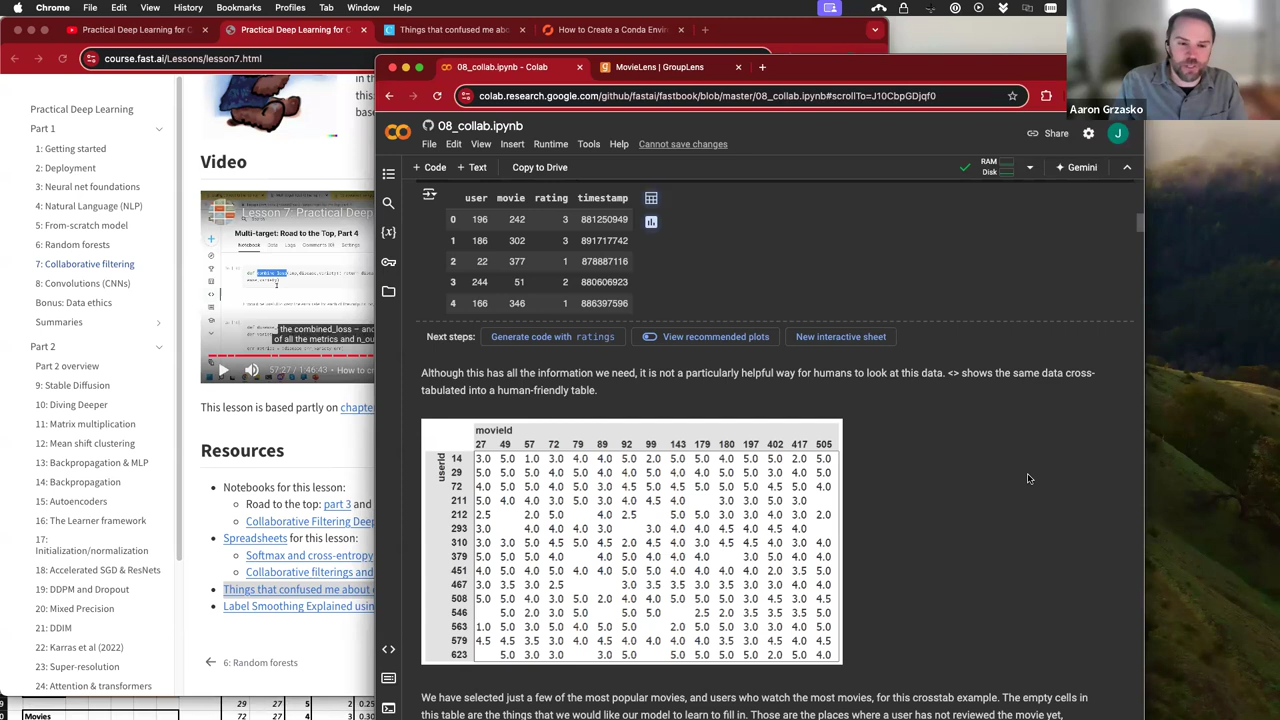 Chrome File Edit View History Bookmarks Profiles Tab Window Help
Practical Deep Learning for C
Practical Deep Learning for C
Things that confused me abo
How to Create a Conda Envir
course.fast.ai/Lessons/lesson7.html
08_collab.ipynb - Colab
MovieLens | GroupLens
colab.research.google.com/github/fastai/fastbook/blob/master/08_collab.ipynb#scrollTo=J10CbpGDjqf0
Aaron Grzasko
08_collab.ipynb
Share
J
File Edit View Insert Runtime Tools Help Cannot save changes
+ Code + Text Copy to Drive
RAM
Disk
Gemini
Practical Deep Learning
Part 1
1: Getting started
2: Deployment
3: Neural net foundations
4: Natural Language (NLP)
5: From-scratch model
6: Random forests
7: Collaborative filtering
8: Convolutions (CNNs)
Bonus: Data ethics
Summaries
Part 2
Part 2 overview
9: Stable Diffusion
10: Diving Deeper
11: Matrix multiplication
12: Mean shift clustering
13: Backpropagation & MLP
14: Backpropagation
15: Autoencoders
16: The Learner framework
17:
Initialization/normalization
18: Accelerated SGD & ResNets
19: DDPM and Dropout
20: Mixed Precision
21: DDIM
22: Karras et al (2022)
23: Super-resolution
24: Attention & transformers
in th
this:
base
Video
Lesson 7: Practical Deep
Multi-target: Road to the Top, Part 4
the combined_loss – and
of all the metrics and n_ou
57:27 / 1:46:43 • How to c
This lesson is based partly on chapte
Resources
Notebooks for this lesson:
Road to the top: part 3 and
Collaborative Filtering Deep
Spreadsheets for this lesson:
Softmax and cross-entropy
Collaborative filterings and
Things that confused me about
Label Smoothing Explained usin
6: Random forests
user movie rating timestamp
0 196 242 3 881250949
1 186 302 3 891717742
2 22 377 1 878887116
3 244 51 2 880606923
4 166 346 1 886397596
Next steps: Generate code with ratings View recommended plots New interactive sheet
Although this has all the information we need, it is not a particularly helpful way for humans to look at this data. <> shows the same data cross-
tabulated into a human-friendly table.
movieId
27 49 57 72 79 89 92 99 143 179 180 197 402 417 505
userId
14 3.0 5.0 1.0 3.0 4.0 4.0 5.0 2.0 5.0 5.0 4.0 5.0 5.0 2.0 5.0
29 5.0 5.0 5.0 4.0 5.0 4.0 4.0 5.0 4.0 4.0 5.0 5.0 3.0 4.0 5.0
72 4.0 5.0 5.0 4.0 5.0 3.0 4.5 5.0 4.5 5.0 5.0 5.0 4.5 5.0 4.0
211 5.0 4.0 4.0 3.0 5.0 3.0 4.0 4.5 4.0 3.0 3.0 5.0 3.0
212 2.5 2.0 5.0 4.0 2.5 5.0 5.0 3.0 3.0 4.0 3.0 2.0
293 3.0 4.0 4.0 4.0 3.0 3.0 4.0 4.0 4.5 4.0 4.5 4.0
310 3.0 3.0 5.0 4.5 5.0 4.5 2.0 4.5 4.0 3.0 4.5 4.5 4.0 3.0 4.0
379 5.0 5.0 5.0 4.0 4.0 5.0 4.0 4.0 4.0 3.0 5.0 4.0 4.0
451 4.0 5.0 4.0 5.0 4.0 4.0 5.0 5.0 4.0 4.0 4.0 4.0 2.0 3.5 5.0
467 3.0 3.5 3.0 2.5 3.0 3.5 3.5 3.0 3.5 3.0 3.0 4.0 4.0
508 5.0 5.0 4.0 3.0 5.0 2.0 4.0 4.0 5.0 5.0 5.0 3.0 4.5 3.0 4.5
546 5.0 2.0 3.0 5.0 5.0 5.0 2.5 2.0 3.5 3.5 3.5 5.0
563 1.0 5.0 3.0 5.0 4.0 5.0 5.0 2.0 5.0 5.0 3.0 3.0 4.0 5.0
579 4.5 4.5 3.5 3.0 4.0 4.5 4.0 4.0 4.0 4.0 3.5 3.0 4.5 4.0 4.5
623 5.0 3.0 3.0 3.0 5.0 5.0 5.0 5.0 5.0 2.0 5.0 4.0
We have selected just a few of the most popular movies, and users who watch the most movies, for this crosstab example. The empty cells in
this table are the things that we would like our model to learn to fill in. Those are the places where a user has not reviewed the movie yet,
29 27 5 2
Movies
72 27 4 3